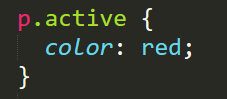 p.active {
  color: red;
}